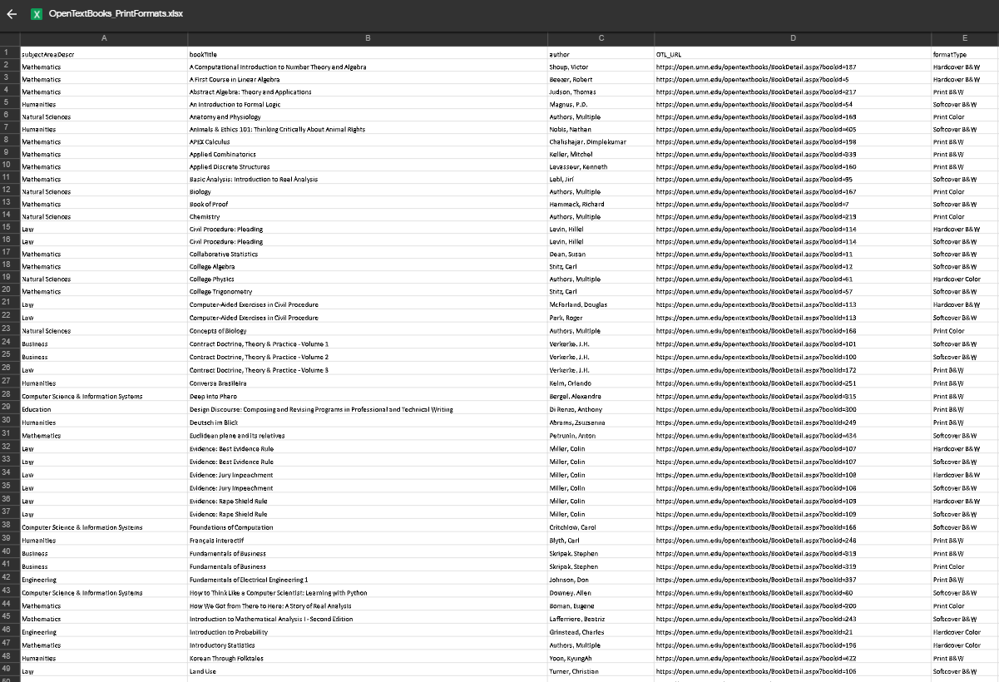 OpenTextBooks_PrintFormats.xlsx
A B C D E
1 subjectAreaDescr bookTitle author OTL_URL formatType
2 Mathematics A Computational Introduction to Number Theory and Algebra Shoup, Victor https://open.umn.edu/opentextbooks/BookDetail.aspx?bookId=187 Hardcover B&W
3 Mathematics A First Course in Linear Algebra Beezer, Robert https://open.umn.edu/opentextbooks/BookDetail.aspx?bookId=5 Hardcover B&W
4 Mathematics Abstract Algebra: Theory and Applications Judson, Thomas https://open.umn.edu/opentextbooks/BookDetail.aspx?bookId=217 Print B&W
5 Humanities An Introduction to Formal Logic Magnus, P.D. https://open.umn.edu/opentextbooks/BookDetail.aspx?bookId=54 Softcover B&W
6 Natural Sciences Anatomy and Physiology Authors, Multiple https://open.umn.edu/opentextbooks/BookDetail.aspx?bookId=169 Print Color
7 Humanities Animals & Ethics 101: Thinking Critically About Animal Rights Nobis, Nathan https://open.umn.edu/opentextbooks/BookDetail.aspx?bookId=405 Softcover B&W
8 Mathematics APEX Calculus Chalishajar, Dimplekumar https://open.umn.edu/opentextbooks/BookDetail.aspx?bookId=198 Print B&W
9 Mathematics Applied Combinatorics Keller, Mitchel https://open.umn.edu/opentextbooks/BookDetail.aspx?bookId=339 Print B&W
10 Mathematics Applied Discrete Structures Levasseur, Kenneth https://open.umn.edu/opentextbooks/BookDetail.aspx?bookId=160 Print B&W
11 Mathematics Basic Analysis: Introduction to Real Analysis Lebl, Jirí https://open.umn.edu/opentextbooks/BookDetail.aspx?bookId=95 Softcover B&W
12 Natural Sciences Biology Authors, Multiple https://open.umn.edu/opentextbooks/BookDetail.aspx?bookId=167 Print Color
13 Mathematics Book of Proof Hammack, Richard https://open.umn.edu/opentextbooks/BookDetail.aspx?bookId=7 Softcover B&W
14 Natural Sciences Chemistry Authors, Multiple https://open.umn.edu/opentextbooks/BookDetail.aspx?bookId=219 Print Color
15 Law Civil Procedure: Pleading Levin, Hillel https://open.umn.edu/opentextbooks/BookDetail.aspx?bookId=114 Hardcover B&W
16 Law Civil Procedure: Pleading Levin, Hillel https://open.umn.edu/opentextbooks/BookDetail.aspx?bookId=114 Softcover B&W
17 Mathematics Collaborative Statistics Dean, Susan https://open.umn.edu/opentextbooks/BookDetail.aspx?bookId=11 Softcover B&W
18 Mathematics College Algebra Stitz, Carl https://open.umn.edu/opentextbooks/BookDetail.aspx?bookId=12 Softcover B&W
19 Natural Sciences College Physics Authors, Multiple https://open.umn.edu/opentextbooks/BookDetail.aspx?bookId=61 Hardcover Color
20 Mathematics College Trigonometry Stitz, Carl https://open.umn.edu/opentextbooks/BookDetail.aspx?bookId=57 Softcover B&W
21 Law Computer-Aided Exercises in Civil Procedure McFarland, Douglas https://open.umn.edu/opentextbooks/BookDetail.aspx?bookId=113 Hardcover B&W
22 Law Computer-Aided Exercises in Civil Procedure Park, Roger https://open.umn.edu/opentextbooks/BookDetail.aspx?bookId=113 Softcover B&W
23 Natural Sciences Concepts of Biology Authors, Multiple https://open.umn.edu/opentextbooks/BookDetail.aspx?bookId=168 Print Color
24 Business Contract Doctrine, Theory & Practice - Volume 1 Verkerke, J.H. https://open.umn.edu/opentextbooks/BookDetail.aspx?bookId=101 Softcover B&W
25 Business Contract Doctrine, Theory & Practice - Volume 2 Verkerke, J.H. https://open.umn.edu/opentextbooks/BookDetail.aspx?bookId=100 Softcover B&W
26 Law Contract Doctrine, Theory & Practice - Volume 3 Verkerke, J.H. https://open.umn.edu/opentextbooks/BookDetail.aspx?bookId=172 Print B&W
27 Humanities Conversa Brasileira Kelm, Orlando https://open.umn.edu/opentextbooks/BookDetail.aspx?bookId=251 Print B&W
28 Computer Science & Information Systems Deep into Pharo Bergel, Alexandre https://open.umn.edu/opentextbooks/BookDetail.aspx?bookId=315 Print B&W
29 Education Design Discourse: Composing and Revising Programs in Professional and Technical Writing Di Renzo, Anthony https://open.umn.edu/opentextbooks/BookDetail.aspx?bookId=300 Print B&W
30 Humanities Deutsch im Blick Abrams, Zsuzsanna https://open.umn.edu/opentextbooks/BookDetail.aspx?bookId=249 Print B&W
31 Mathematics Euclidean plane and its relatives Petrunin, Anton https://open.umn.edu/opentextbooks/BookDetail.aspx?bookId=434 Softcover B&W
32 Law Evidence: Best Evidence Rule Miller, Colin https://open.umn.edu/opentextbooks/BookDetail.aspx?bookId=107 Hardcover B&W
33 Law Evidence: Best Evidence Rule Miller, Colin https://open.umn.edu/opentextbooks/BookDetail.aspx?bookId=107 Softcover B&W
34 Law Evidence: Jury Impeachment Miller, Colin https://open.umn.edu/opentextbooks/BookDetail.aspx?bookId=108 Hardcover B&W
35 Law Evidence: Jury Impeachment Miller, Colin https://open.umn.edu/opentextbooks/BookDetail.aspx?bookId=108 Softcover B&W
36 Law Evidence: Rape Shield Rule Miller, Colin https://open.umn.edu/opentextbooks/BookDetail.aspx?bookId=109 Hardcover B&W
37 Law Evidence: Rape Shield Rule Miller, Colin https://open.umn.edu/opentextbooks/BookDetail.aspx?bookId=109 Softcover B&W
38 Computer Science & Information Systems Foundations of Computation Critchlow, Carol https://open.umn.edu/opentextbooks/BookDetail.aspx?bookId=166 Softcover B&W
39 Humanities Français interactif Blyth, Carl https://open.umn.edu/opentextbooks/BookDetail.aspx?bookId=248 Print B&W
40 Business Fundamentals of Business Skripak, Stephen https://open.umn.edu/opentextbooks/BookDetail.aspx?bookId=319 Print B&W
41 Business Fundamentals of Business Skripak, Stephen https://open.umn.edu/opentextbooks/BookDetail.aspx?bookId=319 Print Color
42 Engineering Fundamentals of Electrical Engineering 1 Johnson, Don https://open.umn.edu/opentextbooks/BookDetail.aspx?bookId=337 Print B&W
43 Computer Science & Information Systems How to Think Like a Computer Scientist: Learning with Python Downey, Allen https://open.umn.edu/opentextbooks/BookDetail.aspx?bookId=60 Softcover B&W
44 Mathematics How We Got from There to Here: A Story of Real Analysis Boman, Eugene https://open.umn.edu/opentextbooks/BookDetail.aspx?bookId=200 Print Color
45 Mathematics Introduction to Mathematical Analysis I - Second Edition Lafferriere, Beatriz https://open.umn.edu/opentextbooks/BookDetail.aspx?bookId=243 Softcover B&W
46 Engineering Introduction to Probability Grinstead, Charles https://open.umn.edu/opentextbooks/BookDetail.aspx?bookId=21 Hardcover Color
47 Mathematics Introductory Statistics Authors, Multiple https://open.umn.edu/opentextbooks/BookDetail.aspx?bookId=196 Hardcover Color
48 Humanities Korean Through Folktales Yoon, KyungAh https://open.umn.edu/opentextbooks/BookDetail.aspx?bookId=422 Print B&W
49 Law Land Use Turner, Christian https://open.umn.edu/opentextbooks/BookDetail.aspx?bookId=106 Softcover B&W